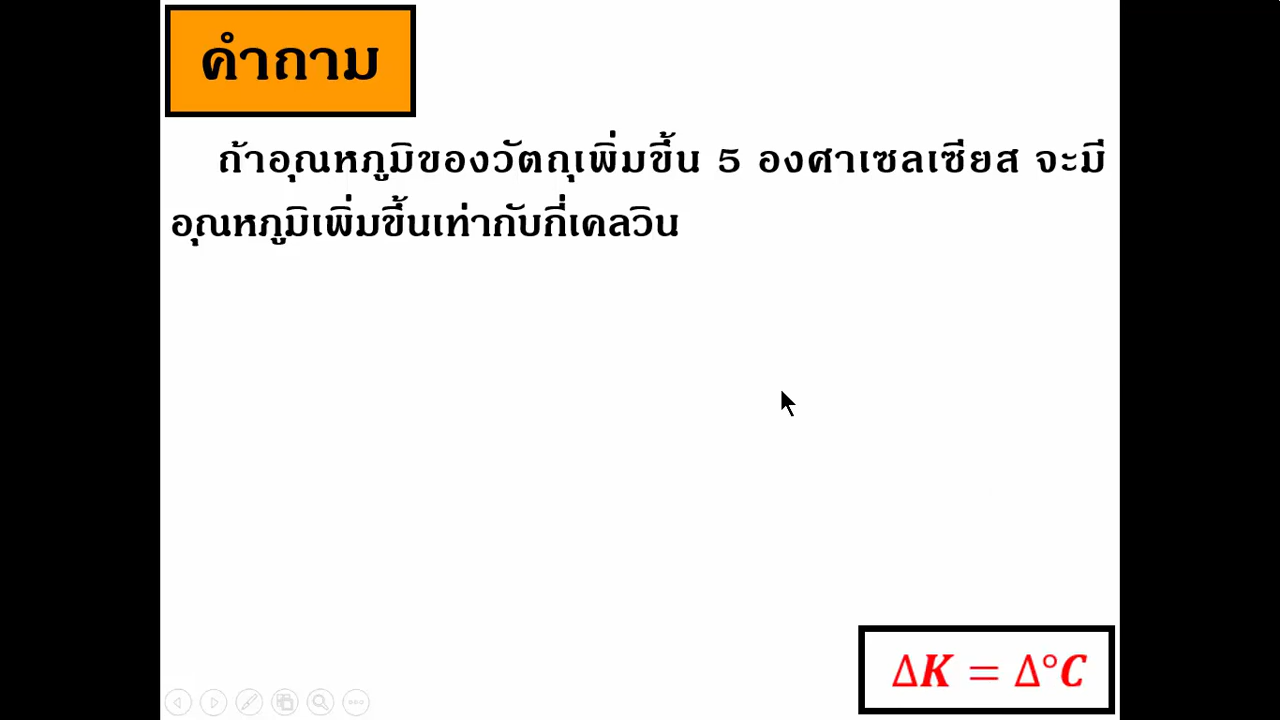 คำถาม
ถ้าอุณหภูมิของวัตถุเพิ่มขึ้น 5 องศาเซลเซียส จะมี
อุณหภูมิเพิ่มขึ้นเท่ากับกี่เคลวิน
ΔK = Δ°C